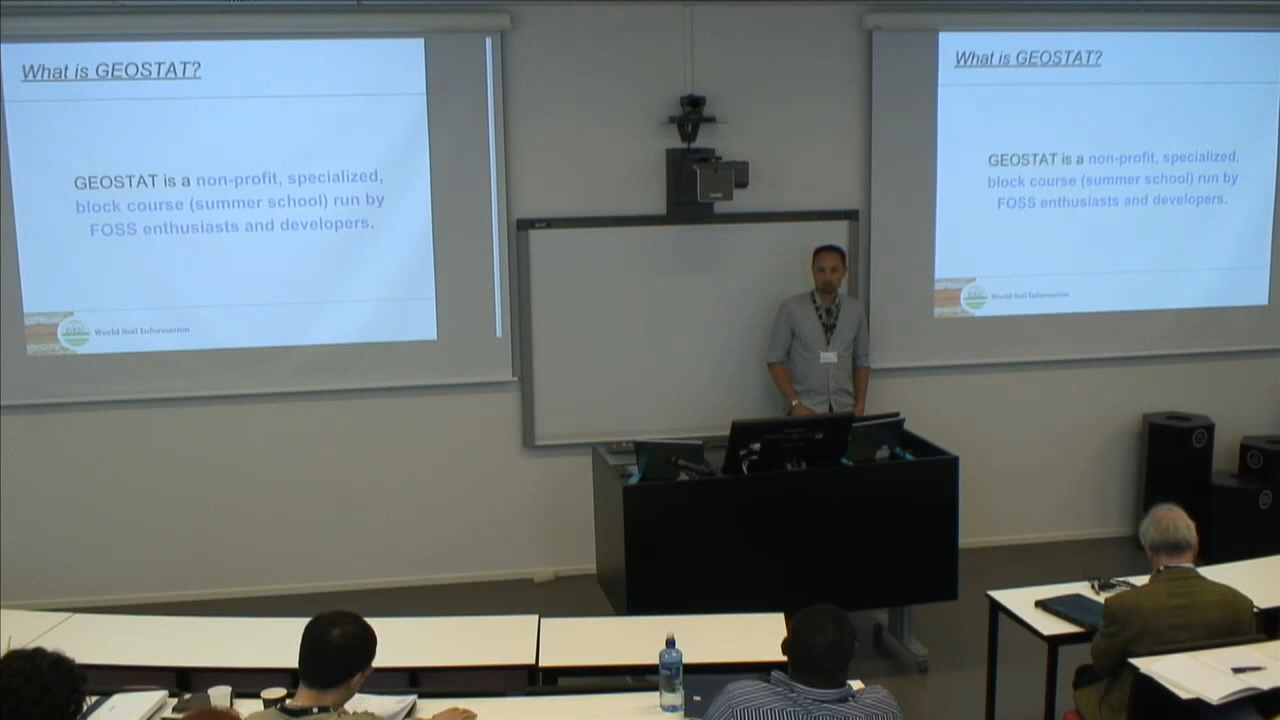 What is GEOSTAT?
GEOSTAT is a non-profit, specialized,
block course (summer school) run by
FOSS enthusiasts and developers.
World Soil Information
What is GEOSTAT?
GEOSTAT is a non-profit, specialized,
block course (summer school) run by
FOSS enthusiasts and developers.
World Soil Information